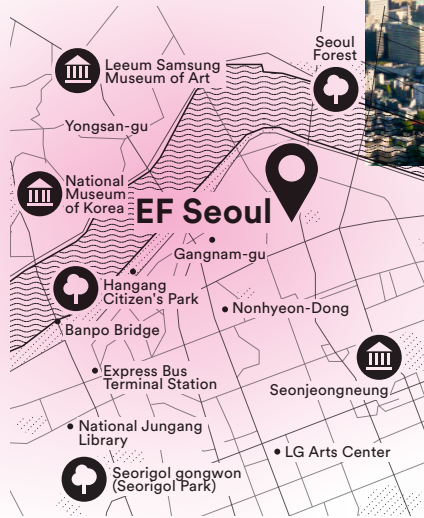 Seoul
Forest
Leeum Samsung
Museum of Art
Yongsan-gu
National
Museum
of Korea
EF Seoul
Gangnam-gu
Hangang
Citizen's Park
Nonhyeon-Dong
Banpo Bridge
Express Bus
Terminal Station
Seonjeongneung
National Jungang
Library
LG Arts Center
Seorigol gongwon
(Seorigol Park)